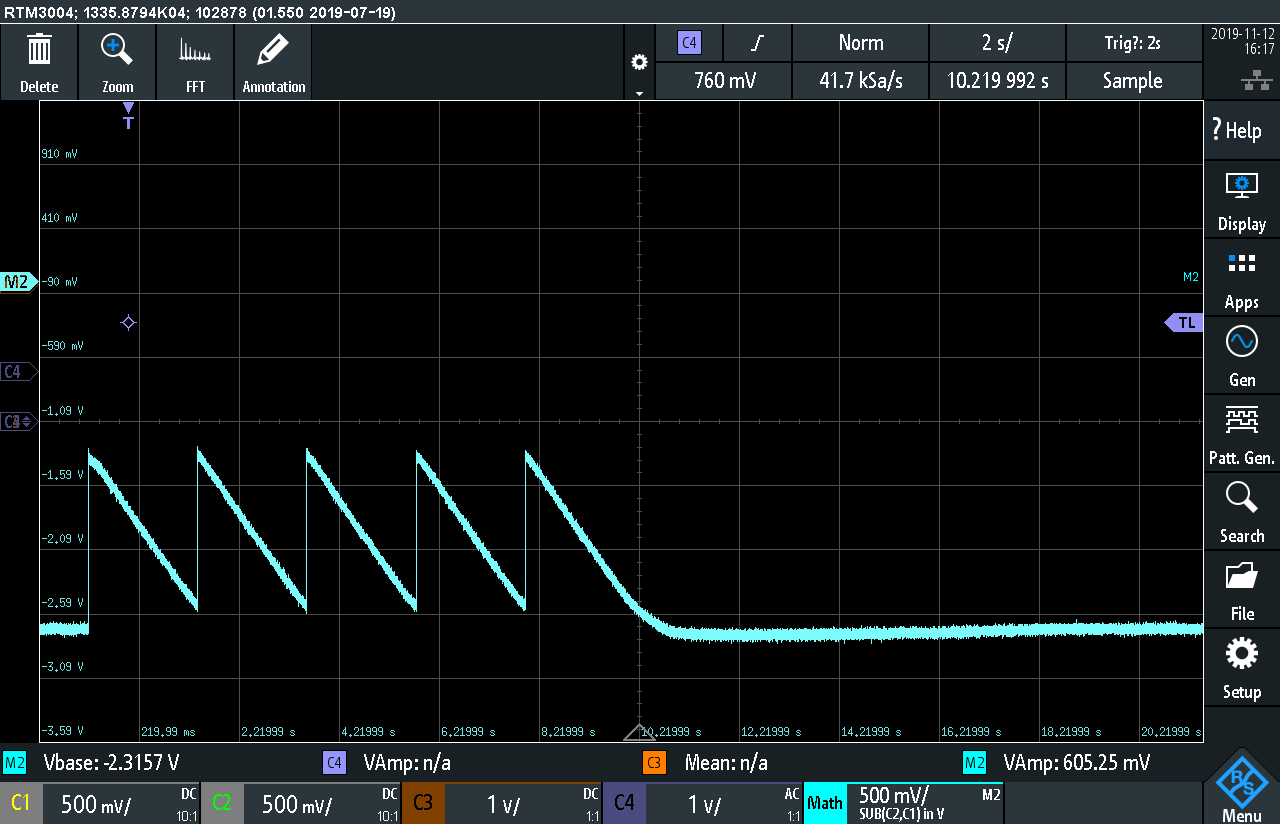 RTM3004; 1335.8794K04; 102878 (01.550 2019-07-19)
Delete
Zoom
FFT
Annotation
C4
Norm
2 s/
Trig?: 2s
760 mV
41.7 kSa/s
10.219 992 s
Sample
2019-11-12
16:17
T
910 mV
410 mV
M2
-90 mV
M2
TL
-590 mV
C4
-1.09 V
-1.59 V
-2.09 V
-2.59 V
-3.09 V
-3.59 V
219.99 ms
2.21999 s
4.21999 s
6.21999 s
8.21999 s
10.21999 s
12.21999 s
14.21999 s
16.21999 s
18.21999 s
20.21999 s
? Help
Display
Apps
Gen
Patt. Gen.
Search
File
Setup
R&S
Menu
M2 Vbase: -2.3157 V
C4 VAmp: n/a
C3 Mean: n/a
M2 VAmp: 605.25 mV
C1 500 mV/ DC 10:1
C2 500 mV/ DC 10:1
C3 1 V/ DC 1:1
C4 1 V/ AC 1:1
Math 500 mV/ M2
SUB(C2,C1) in V